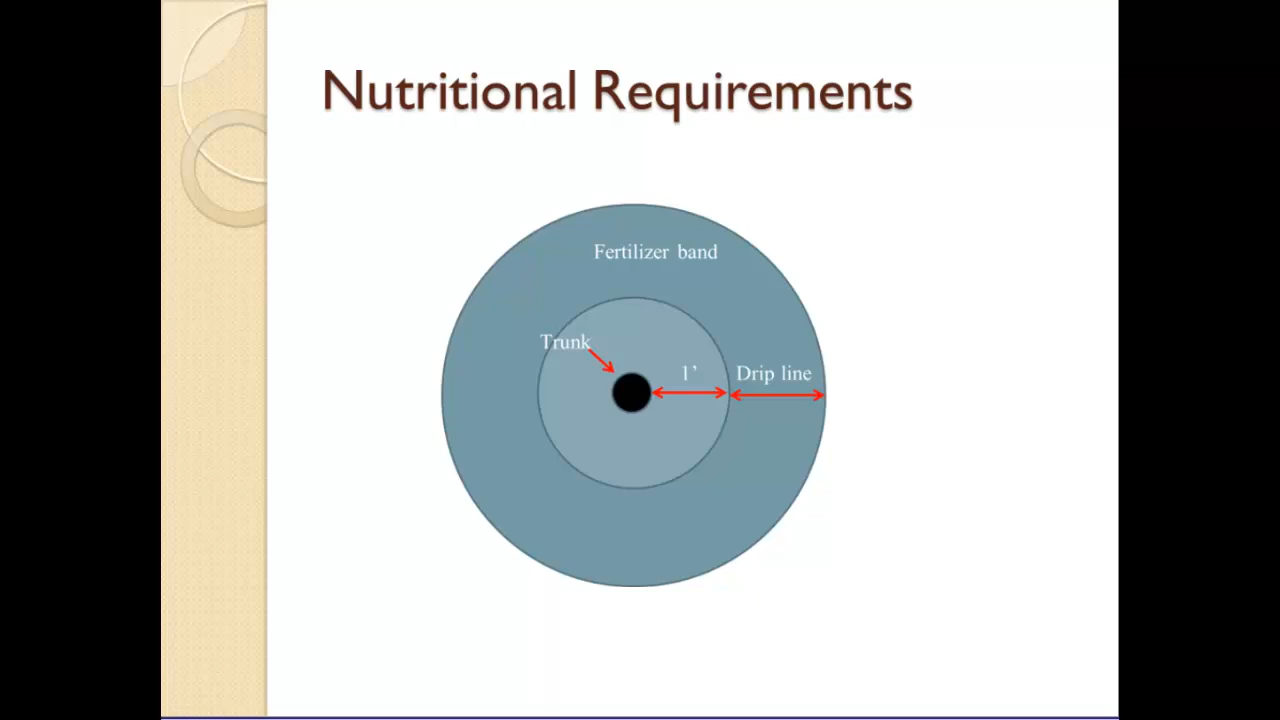 Nutritional Requirements
Fertilizer band
Trunk
1’
Drip line